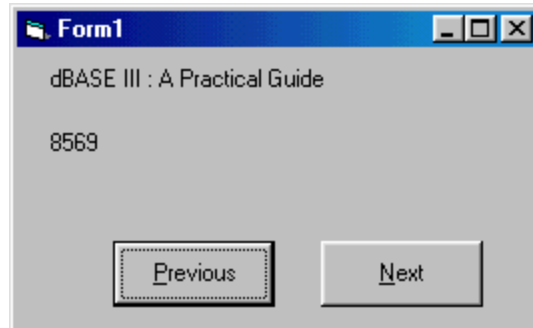 Form1
dBASE III : A Practical Guide
8569
Previous Next